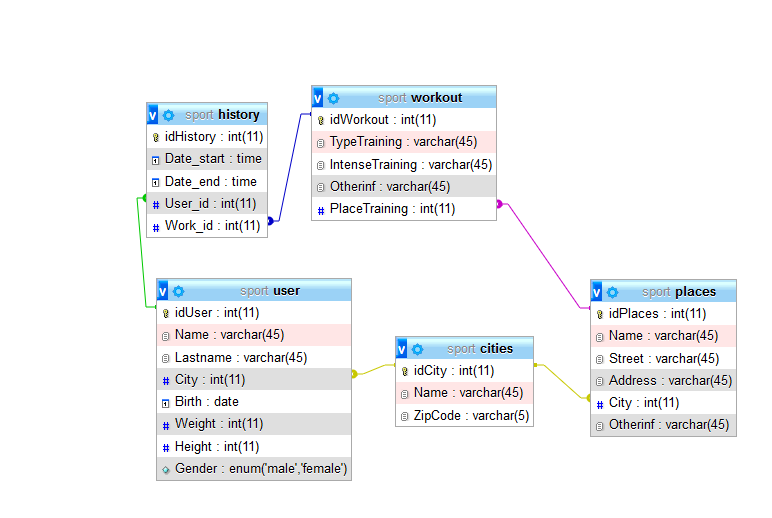 v sport workout
idWorkout : int(11)
TypeTraining : varchar(45)
IntenseTraining : varchar(45)
Otherinf : varchar(45)
# PlaceTraining : int(11)
v sport history
idHistory : int(11)
Date_start : time
Date_end : time
# User_id : int(11)
# Work_id : int(11)
v sport user
idUser : int(11)
Name : varchar(45)
Lastname : varchar(45)
# City : int(11)
Birth : date
# Weight : int(11)
# Height : int(11)
Gender : enum('male','female')
v sport cities
idCity : int(11)
Name : varchar(45)
ZipCode : varchar(5)
v sport places
idPlaces : int(11)
Name : varchar(45)
Street : varchar(45)
Address : varchar(45)
# City : int(11)
Otherinf : varchar(45)